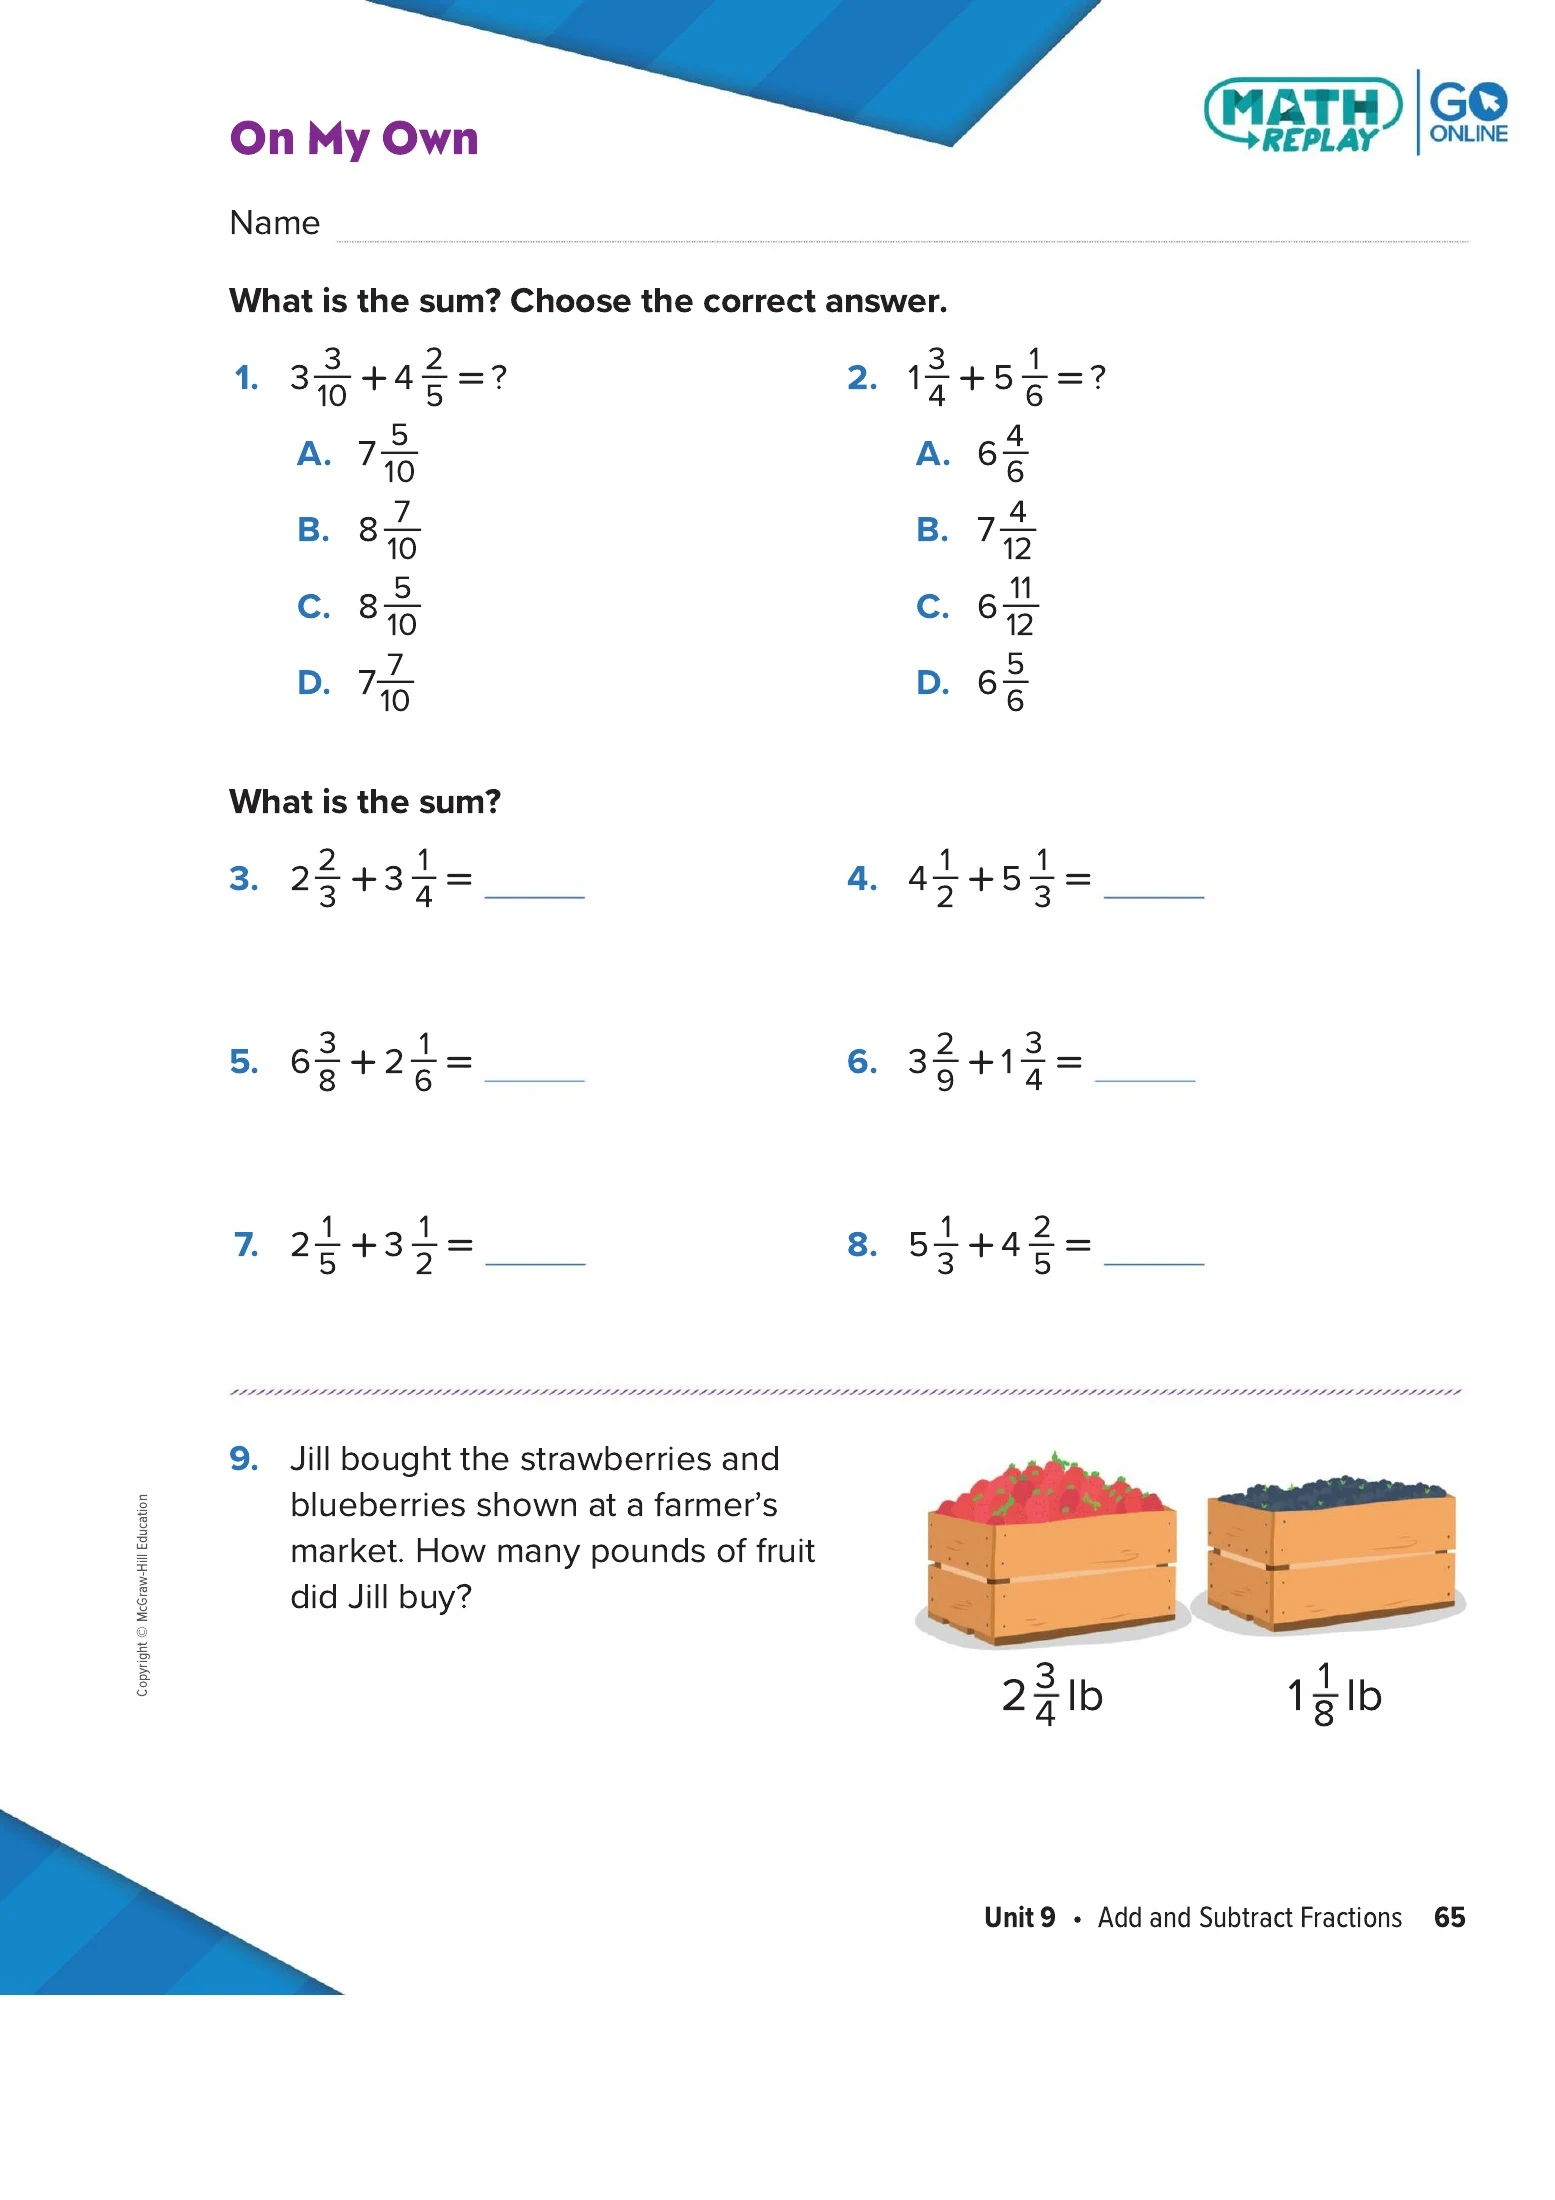 MATH REPLAY
GO ONLINE
On My Own
Name
What is the sum? Choose the correct answer.
1. 3 3/10 + 4 2/5 = ?
A. 7 5/10
B. 8 7/10
C. 8 5/10
D. 7 7/10
2. 1 3/4 + 5 1/6 = ?
A. 6 4/6
B. 7 4/12
C. 6 11/12
D. 6 5/6
What is the sum?
3. 2 2/3 + 3 1/4 = 
4. 4 1/2 + 5 1/3 = 
5. 6 3/8 + 2 1/6 = 
6. 3 2/9 + 1 3/4 = 
7. 2 1/5 + 3 1/2 = 
8. 5 1/3 + 4 2/5 = 
9. Jill bought the strawberries and
blueberries shown at a farmer’s
market. How many pounds of fruit
did Jill buy?
2 3/4 lb
1 1/8 lb
Copyright © McGraw-Hill Education
Unit 9 • Add and Subtract Fractions 65